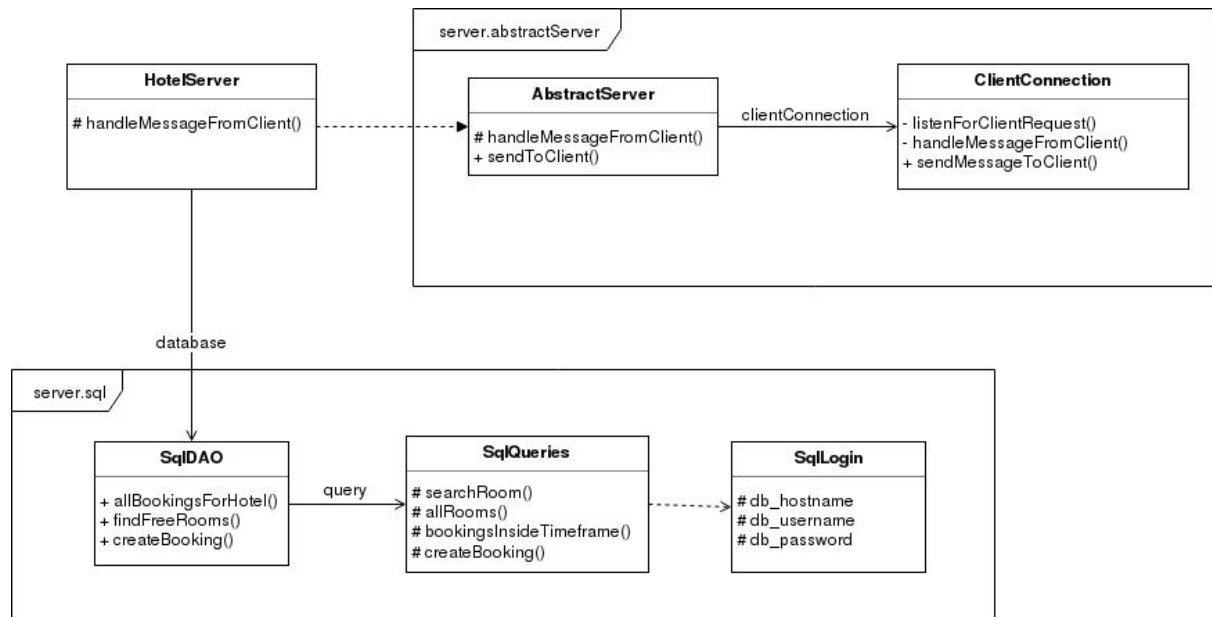 server.abstractServer
HotelServer
# handleMessageFromClient()
AbstractServer
# handleMessageFromClient()
+ sendToClient()
clientConnection
ClientConnection
- listenForClientRequest()
- handleMessageFromClient()
+ sendMessageToClient()
database
server.sql
SqlDAO
+ allBookingsForHotel()
+ findFreeRooms()
+ createBooking()
query
SqlQueries
# searchRoom()
# allRooms()
# bookingsInsideTimeframe()
# createBooking()
SqlLogin
# db_hostname
# db_username
# db_password